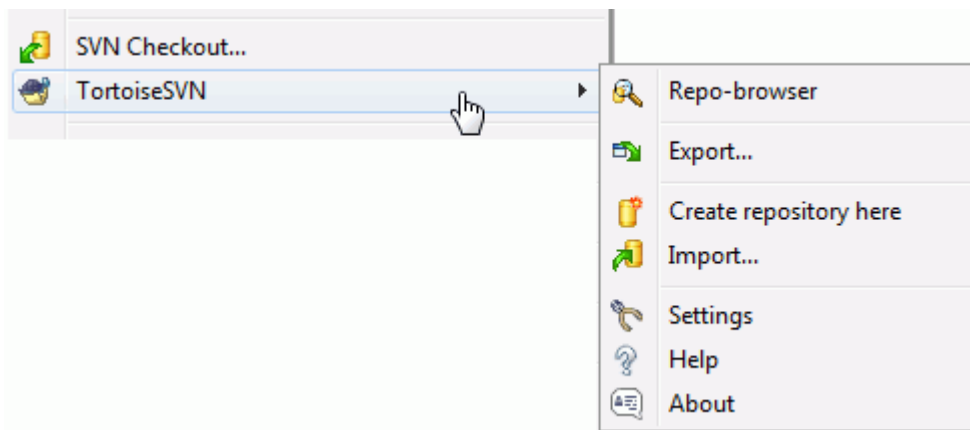 SVN Checkout...
TortoiseSVN
Repo-browser
Export...
Create repository here
Import...
Settings
Help
About